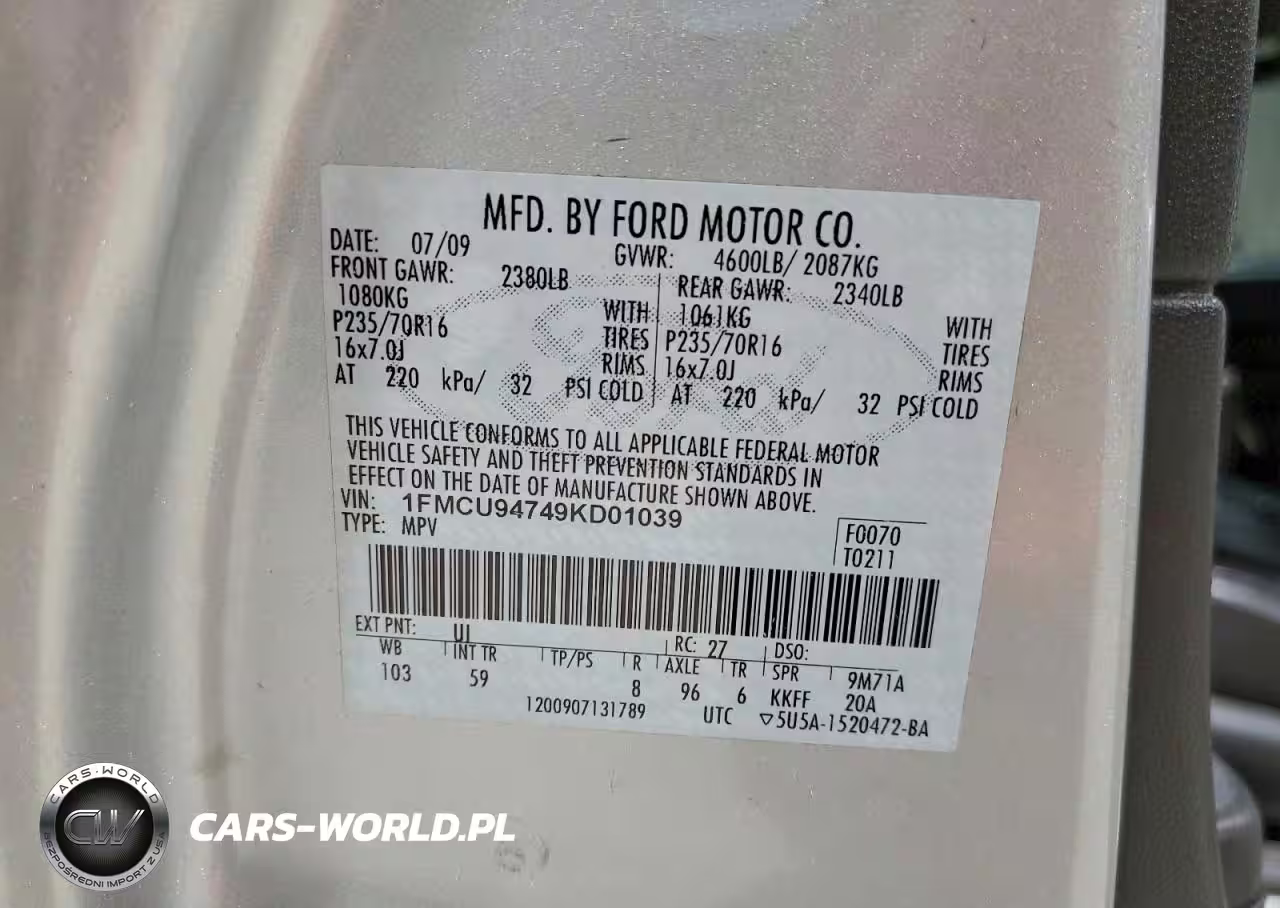 MFD. BY FORD MOTOR CO.
DATE: 07/09 GVWR: 4600LB/ 2087KG
FRONT GAWR: 2380LB REAR GAWR: 2340LB
1080KG WITH 1061KG WITH
P235/70R16 TIRES P235/70R16 TIRES
16x7.0J RIMS 16x7.0J RIMS
AT 220 kPa/ 32 PSI COLD AT 220 kPa/ 32 PSI COLD
THIS VEHICLE CONFORMS TO ALL APPLICABLE FEDERAL MOTOR
VEHICLE SAFETY AND THEFT PREVENTION STANDARDS IN
EFFECT ON THE DATE OF MANUFACTURE SHOWN ABOVE.
VIN: 1FMCU94749KD01039
TYPE: MPV
F0070
T0211
EXT PNT: UJ RC: 27 DSO:
WB INT TR TP/PS R AXLE TR SPR 9M71A
103 59 8 96 6 KKFF 20A
1200907131789 UTC ▽5U5A-1520472-BA
CARS-WORLD
CW
BEZPOŚREDNI IMPORT Z USA
CARS-WORLD.PL